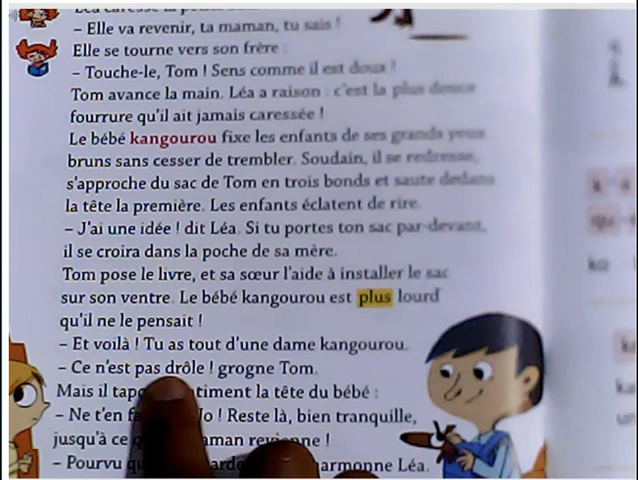 – Elle va revenir, ta maman, tu sais !
Elle se tourne vers son frère :
– Touche-le, Tom ! Sens comme il est doux !
Tom avance la main. Léa a raison : c'est la plus douce
fourrure qu'il ait jamais caressée !
Le bébé kangourou fixe les enfants de ses grands yeux
bruns sans cesser de trembler. Soudain, il se redresse,
s'approche du sac de Tom en trois bonds et saute dedans
la tête la première. Les enfants éclatent de rire.
– J'ai une idée ! dit Léa. Si tu portes ton sac par-devant,
il se croira dans la poche de sa mère.
Tom pose le livre, et sa sœur l'aide à installer le sac
sur son ventre. Le bébé kangourou est plus lourd
qu'il ne le pensait !
– Et voilà ! Tu as tout d'une dame kangourou.
– Ce n'est pas drôle ! grogne Tom.
Mais il la tête du bébé :
– Ne t'en ! Reste là, bien tranquille,
jusqu'à ce !
– Pourvu Léa.